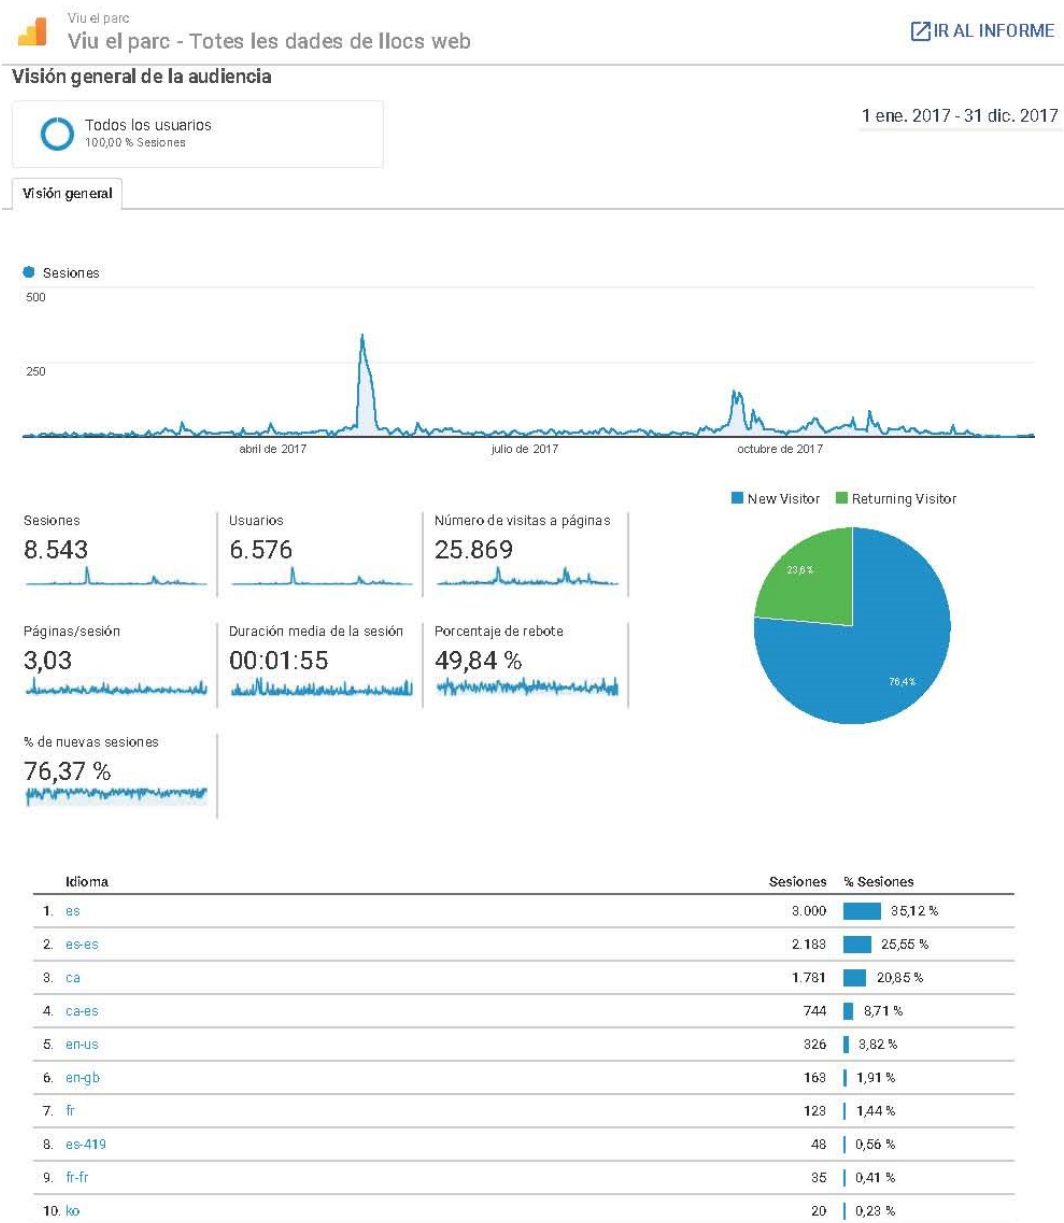 Viu el parc
Viu el parc - Totes les dades de llocs web
IR AL INFORME
Visión general de la audiencia
Todos los usuarios
100,00 % Sesiones
1 ene. 2017 - 31 dic. 2017
Visión general
Sesiones
500
250
abril de 2017 julio de 2017 octubre de 2017
New Visitor Returning Visitor
Sesiones Usuarios Número de visitas a páginas
8.543 6.576 25.869
23,6%
Páginas/sesión Duración media de la sesión Porcentaje de rebote
3,03 00:01:55 49,84 %
76,4%
% de nuevas sesiones
76,37 %
Idioma Sesiones % Sesiones
1. es 3.000 35,12 %
2. es-es 2.183 25,55 %
3. ca 1.781 20,85 %
4. ca-es 744 8,71 %
5. en-us 326 3,82 %
6. en-gb 163 1,91 %
7. fr 123 1,44 %
8. es-419 48 0,56 %
9. fr-fr 35 0,41 %
10. ko 20 0,23 %